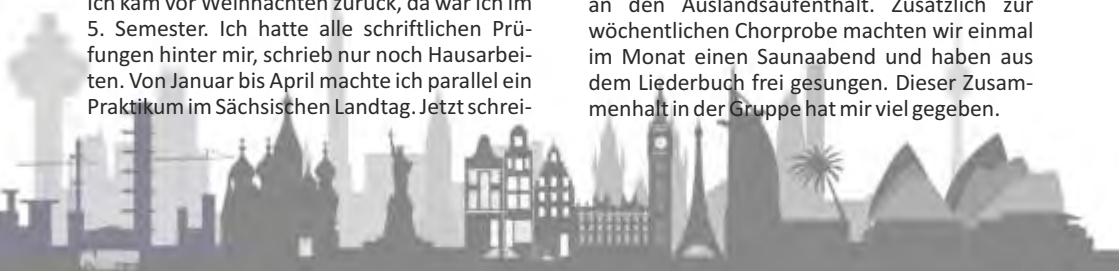 Ich kam vor Weihnachten zurück, da war ich im
5. Semester. Ich hatte alle schriftlichen Prü-
fungen hinter mir, schrieb nur noch Hausarbei-
ten. Von Januar bis April machte ich parallel ein
Praktikum im Sächsischen Landtag. Jetzt schrei-
an den Auslandsaufenthalt. Zusätzlich zur
wöchentlichen Chorprobe machten wir einmal
im Monat einen Saunaabend und haben aus
dem Liederbuch frei gesungen. Dieser Zusam-
menhalt in der Gruppe hat mir viel gegeben.